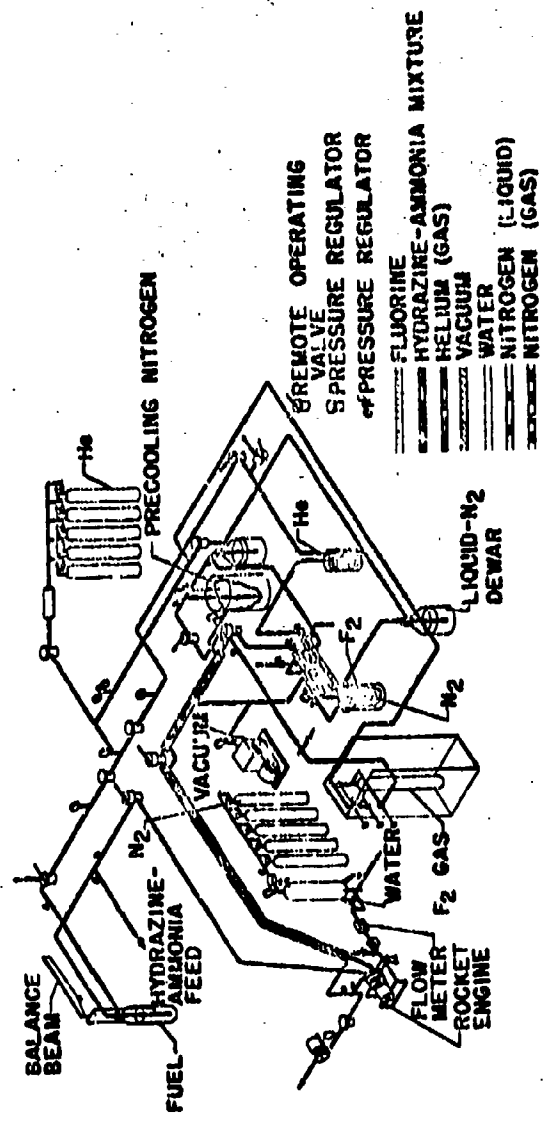 BALANCE
BEAM
FUEL
HYDRAZINE-
AMMONIA
FEED
N2
VACUUM
He
PRECOOLING NITROGEN
He
F2
N2
LIQUID-N2
DEWAR
WATER
F2 GAS
FLOW
METER
ROCKET
ENGINE
REMOTE OPERATING
VALVE
PRESSURE REGULATOR
PRESSURE REGULATOR
FLUORINE
HYDRAZINE-AMMONIA MIXTURE
HELIUM (GAS)
VACUUM
WATER
NITROGEN (LIQUID)
NITROGEN (GAS)